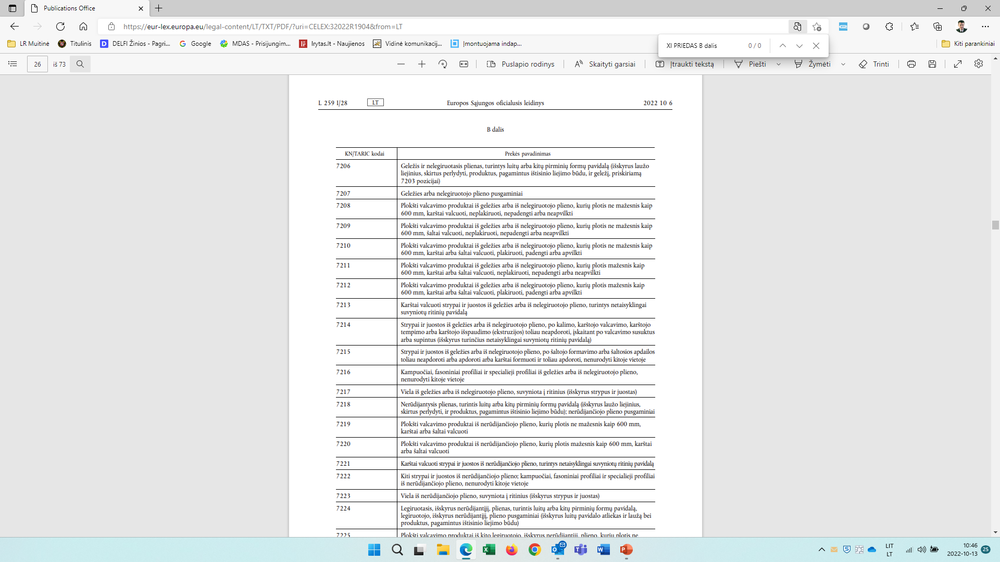 Publications Office
https://eur-lex.europa.eu/legal-content/LT/TXT/PDF/?uri=CELEX:32022R1904&from=LT
LR Muitinė
Titulinis
DELFI Žinios - Pagri...
Google
MDAS - Prisijungim...
lrytas.lt - Naujienos
Vidinė komunikacij...
Įmontuojama indap...
XI PRIEDAS B dalis
0 / 0
Kiti parankiniai
26
iš 73
Puslapio rodinys
Skaityti garsiai
Įtraukti tekstą
Piešti
Žymėti
Trinti
L 259 I/28
LT
Europos Sąjungos oficialusis leidinys
2022 10 6
B dalis
KN/TARIC kodai
Prekės pavadinimas
7206
Geležis ir nelegiruotasis plienas, turintys luitų arba kitų pirminių formų pavidalą (išskyrus laužo
liejinius, skirtus perlydyti, produktus, pagamintus ištisinio liejimo būdu, ir geležį, priskiriamą
7203 pozicijai)
7207
Geležies arba nelegiruotojo plieno pusgaminiai
7208
Plokšti valcavimo produktai iš geležies arba iš nelegiruotojo plieno, kurių plotis ne mažesnis kaip
600 mm, karštai valcuoti, neplakiruoti, nepadengti arba neapvilkti
7209
Plokšti valcavimo produktai iš geležies arba iš nelegiruotojo plieno, kurių plotis ne mažesnis kaip
600 mm, šaltai valcuoti, neplakiruoti, nepadengti arba neapvilkti
7210
Plokšti valcavimo produktai iš geležies arba iš nelegiruotojo plieno, kurių plotis ne mažesnis kaip
600 mm, karštai arba šaltai valcuoti, plakiruoti, padengti arba apvilkti
7211
Plokšti valcavimo produktai iš geležies arba iš nelegiruotojo plieno, kurių plotis mažesnis kaip
600 mm, karštai arba šaltai valcuoti, neplakiruoti, nepadengti arba neapvilkti
7212
Plokšti valcavimo produktai iš geležies arba iš nelegiruotojo plieno, kurių plotis mažesnis kaip
600 mm, karštai arba šaltai valcuoti, plakiruoti, padengti arba apvilkti
7213
Karštai valcuoti strypai ir juostos iš geležies arba iš nelegiruotojo plieno, turintys netaisyklingai
suvyniotų ritinių pavidalą
7214
Strypai ir juostos iš geležies arba iš nelegiruotojo plieno, po kalimo, karštojo valcavimo, karštojo
tempimo arba karštojo išspaudimo (ekstruzijos) toliau neapdoroti, įskaitant po valcavimo susuktus
arba supintus (išskyrus turinčius netaisyklingai suvyniotų ritinių pavidalą)
7215
Strypai ir juostos iš geležies arba iš nelegiruotojo plieno, po šaltojo formavimo arba šaltosios apdailos
toliau neapdoroti arba apdoroti arba karštai formuoti ir toliau apdoroti, nenurodyti kitoje vietoje
7216
Kampuočiai, fasoniniai profiliai ir specialieji profiliai iš geležies arba iš nelegiruotojo plieno,
nenurodyti kitoje vietoje
7217
Viela iš geležies arba iš nelegiruotojo plieno, suvyniota į ritinius (išskyrus strypus ir juostas)
7218
Nerūdijantysis plienas, turintis luitų arba kitų pirminių formų pavidalą (išskyrus laužo liejinius,
skirtus perlydyti, ir produktus, pagamintus ištisinio liejimo būdu); nerūdijančiojo plieno pusgaminiai
7219
Plokšti valcavimo produktai iš nerūdijančiojo plieno, kurių plotis ne mažesnis kaip 600 mm,
karštai arba šaltai valcuoti
7220
Plokšti valcavimo produktai iš nerūdijančiojo plieno, kurių plotis mažesnis kaip 600 mm, karštai
arba šaltai valcuoti
7221
Karštai valcuoti strypai ir juostos iš nerūdijančiojo plieno, turintys netaisyklingai suvyniotų ritinių pavidalą
7222
Kiti strypai ir juostos iš nerūdijančiojo plieno; kampuočiai, fasoniniai profiliai ir specialieji profiliai
iš nerūdijančiojo plieno, nenurodyti kitoje vietoje
7223
Viela iš nerūdijančiojo plieno, suvyniota į ritinius (išskyrus strypus ir juostas)
7224
Legiruotasis, išskyrus nerūdijantįjį, plienas, turintis luitų arba kitų pirminių formų pavidalą,
legiruotojo, išskyrus nerūdijantįjį, plieno pusgaminiai (išskyrus luitų pavidalo atliekas ir laužą bei
produktus, pagamintus ištisinio liejimo būdu)
7225
Plokšti valcavimo produktai iš kito legiruotojo, išskyrus nerūdijantįjį, plieno, kurių plotis ne
LIT
LT
10:46
2022-10-13
25